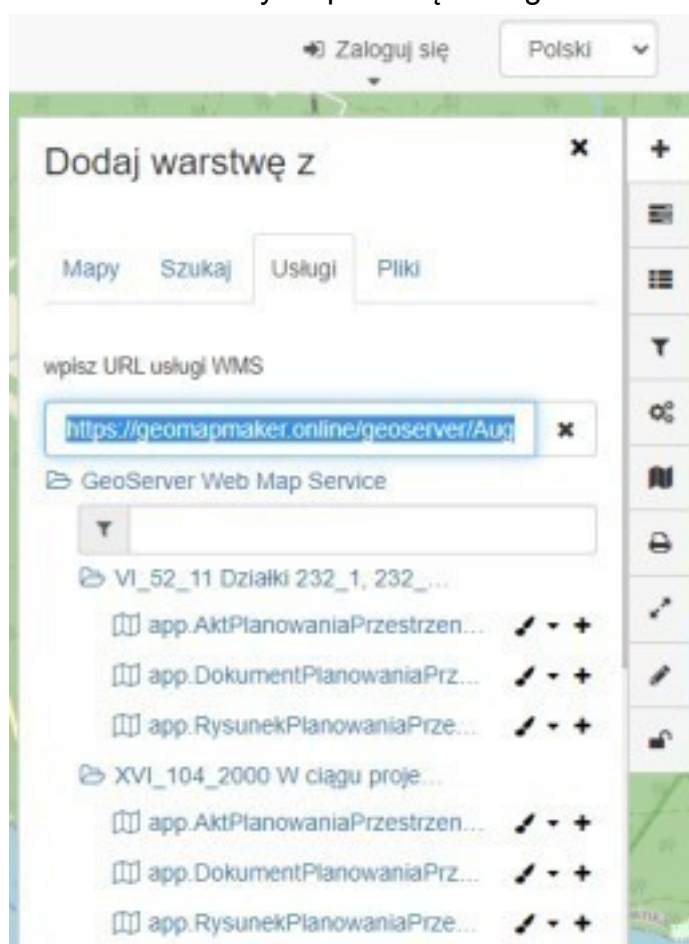 Zaloguj się
Polski
Dodaj warstwę z
Mapy Szukaj Usługi Pliki
wpisz URL usługi WMS
https://geomapmaker.online/geoserver/Aug
GeoServer Web Map Service
VI_52_11 Działki 232_1, 232_...
app.AktPlanowaniaPrzestrzen...
app.DokumentPlanowaniaPrz...
app.RysunekPlanowaniaPrze...
XVI_104_2000 W ciągu proje...
app.AktPlanowaniaPrzestrzen...
app.DokumentPlanowaniaPrz...
app.RysunekPlanowaniaPrze...